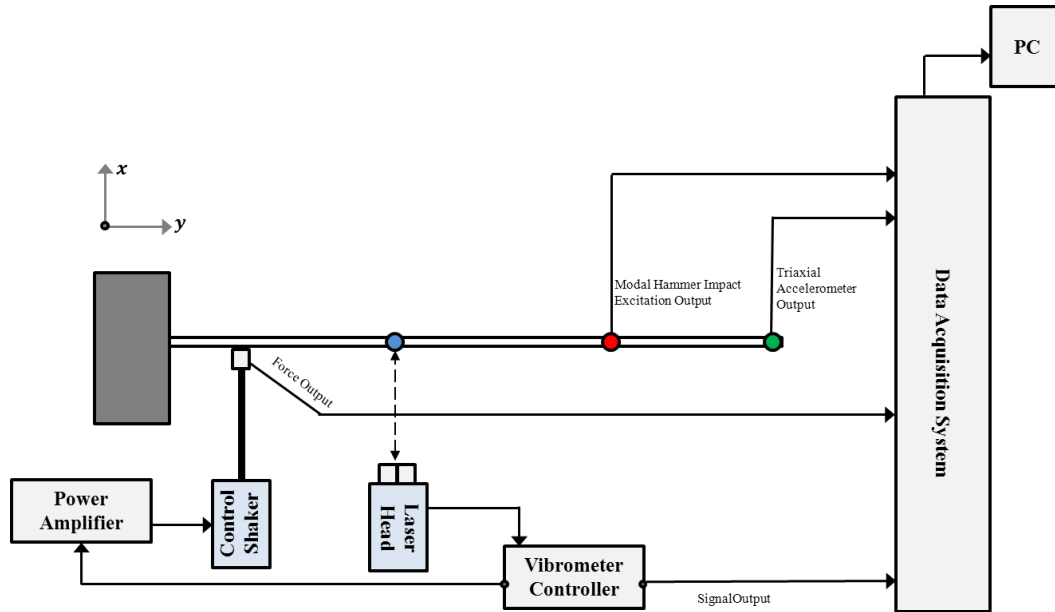 PC
x
y
Modal Hammer Impact
Excitation Output
Triaxial
Accelerometer
Output
Data Acquisition System
Force Output
Power
Amplifier
Control
Shaker
Laser
Head
Vibrometer
Controller
SignalOutput